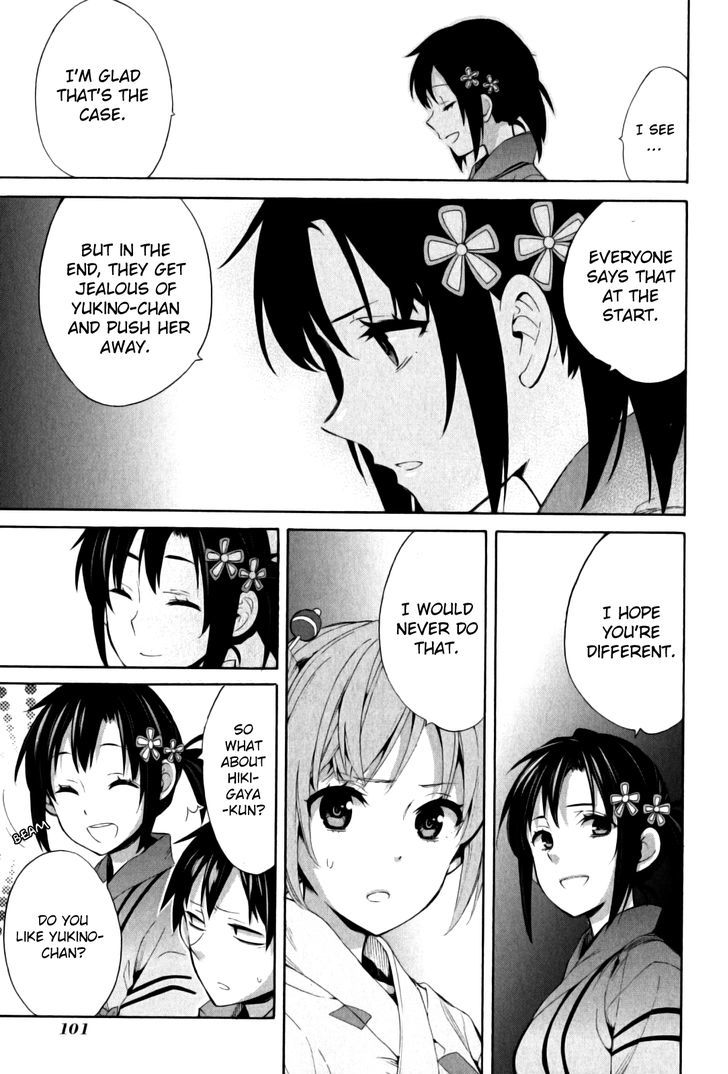 I SEE
...
I'M GLAD
THAT'S THE
CASE.
EVERYONE
SAYS THAT
AT THE
START.
BUT IN THE
END, THEY GET
JEALOUS OF
YUKINO-CHAN
AND PUSH HER
AWAY.
I HOPE
YOU'RE
DIFFERENT.
I WOULD
NEVER DO
THAT.
SO
WHAT
ABOUT
HIKI-
GAYA
-KUN?
BEAM
DO YOU
LIKE YUKINO-
CHAN?
101